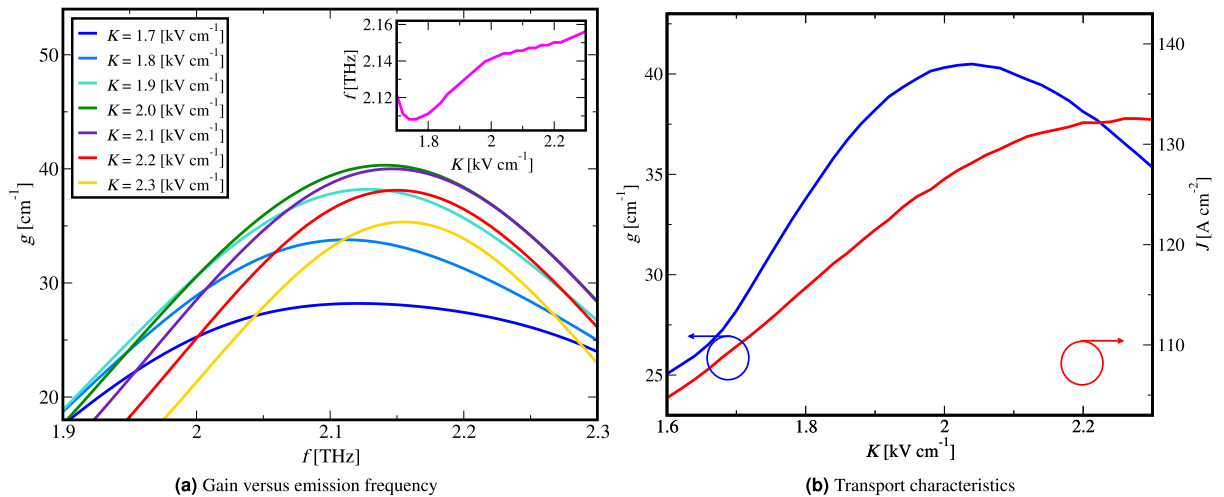 K = 1.7 [kV cm⁻¹]
K = 1.8 [kV cm⁻¹]
K = 1.9 [kV cm⁻¹]
K = 2.0 [kV cm⁻¹]
K = 2.1 [kV cm⁻¹]
K = 2.2 [kV cm⁻¹]
K = 2.3 [kV cm⁻¹]
50
40
30
20
g [cm⁻¹]
1.9
2
2.1
2.2
2.3
f [THz]
2.16
2.15
2.13
2.12
f [THz]
1.8
2
2.2
K [kV cm⁻¹]
(a) Gain versus emission frequency
40
35
30
25
g [cm⁻¹]
140
130
120
110
J [A cm⁻²]
1.6
1.8
2
2.2
K [kV cm⁻¹]
(b) Transport characteristics